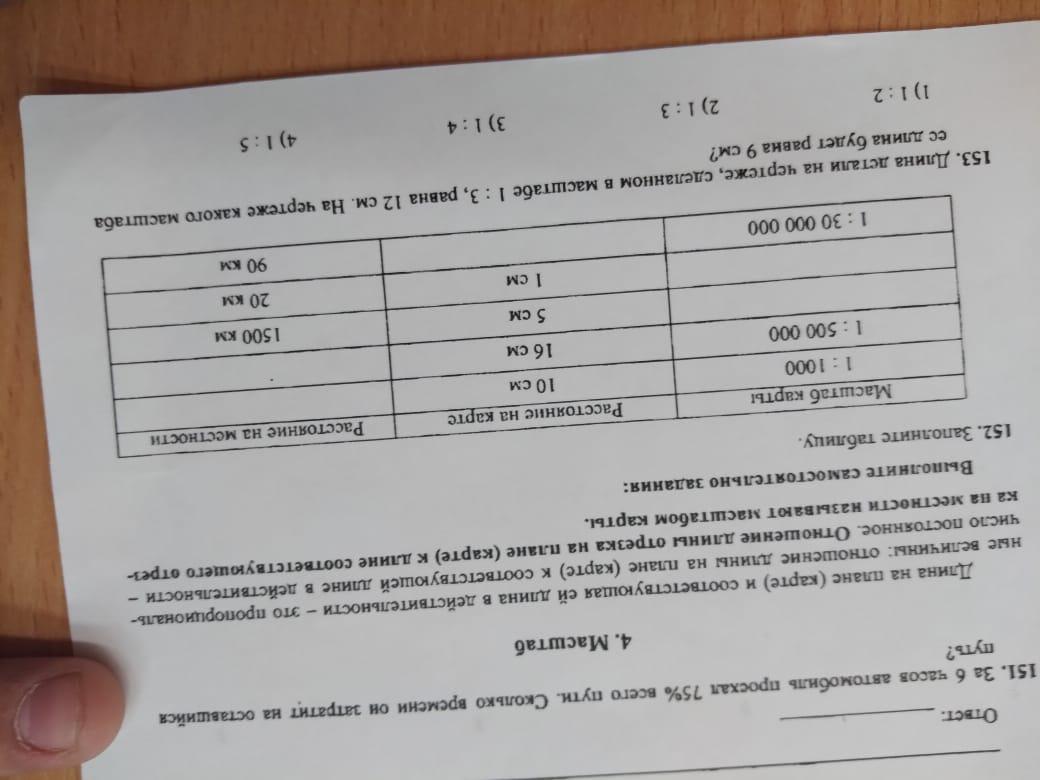 Ответ:
151. За 6 часов автомобиль проехал 75% всего пути. Сколько времени он затратит на оставшийся
путь?
4. Масштаб
Длина на плане (карте) и соответствующая ей длина в действительности – это пропорциональ-
ные величины: отношение длины на плане (карте) к соответствующей длине в действительности –
число постоянное. Отношение длины отрезка на плане (карте) к длине соответствующего отрез-
ка на местности называют масштабом карты.
Выполните самостоятельно задания:
152. Заполните таблицу.
Масштаб карты Расстояние на карте Расстояние на местности
1 : 1000 10 см
1 : 500 000 16 см
5 см 1500 км
1 см 20 км
1 : 30 000 000 90 км
153. Длина детали на чертеже, сделанном в масштабе 1 : 3, равна 12 см. На чертеже какого масштаба
ее длина будет равна 9 см?
1) 1 : 2 2) 1 : 3 3) 1 : 4 4) 1 : 5